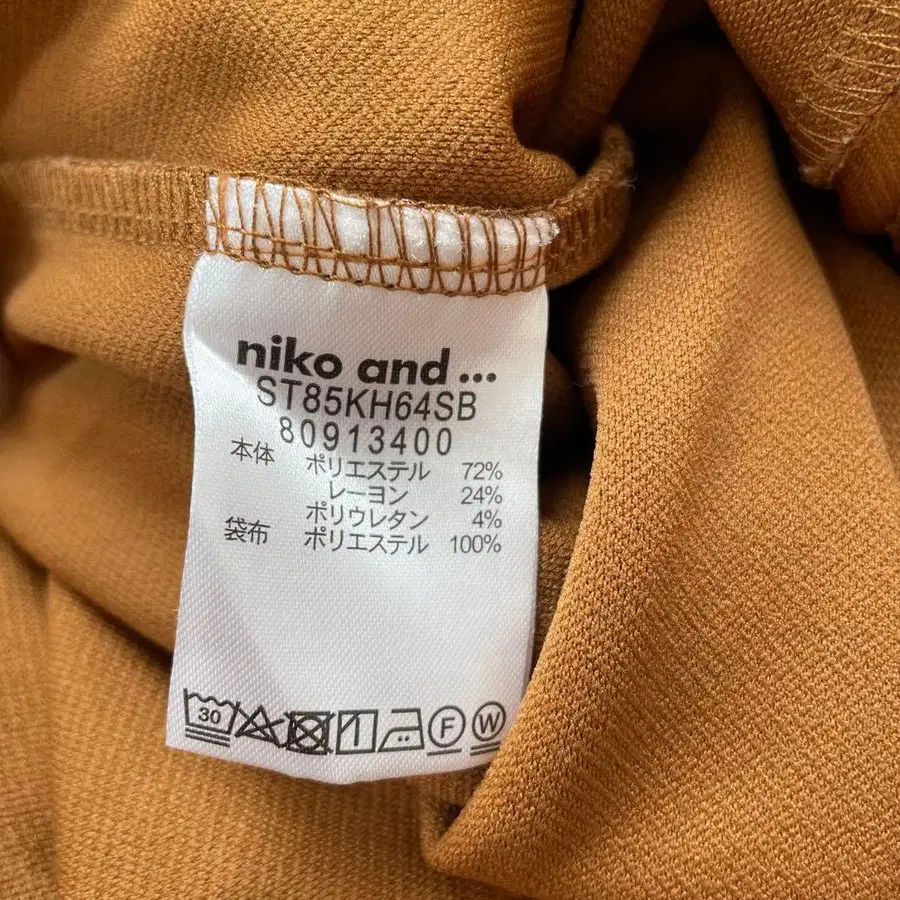 niko and...
ST85KH64SB
80913400
本体 ポリエステル 72%
レーヨン 24%
ポリウレタン 4%
袋布 ポリエステル 100%
30 F W